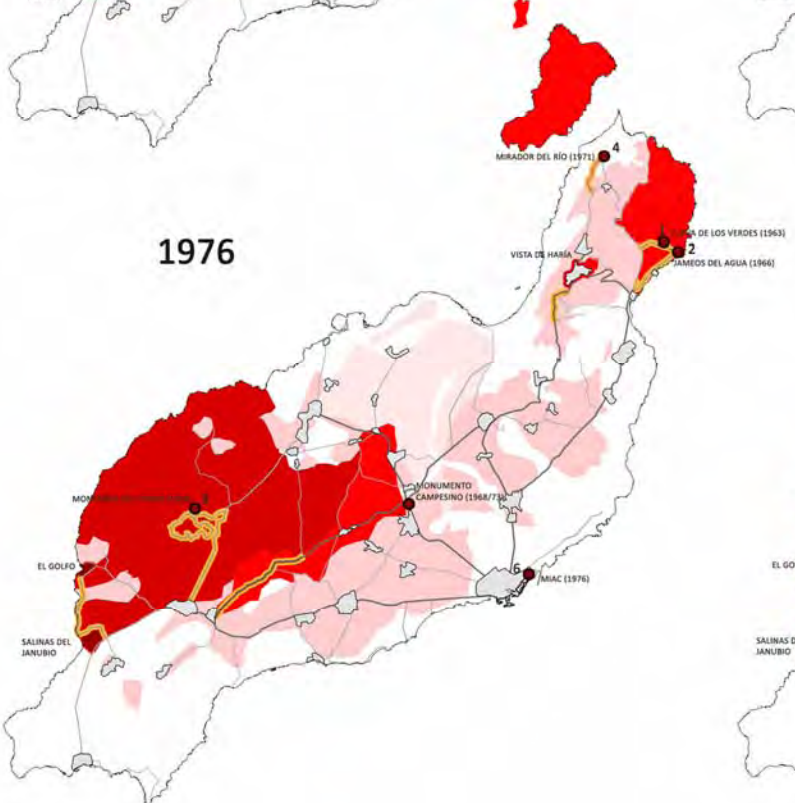 MIRADOR DEL RÍO (1971)
4
1976
1
DE LOS VERDES (1963)
VISTA DE HARÍA
2
JAMEOS DEL AGUA (1966)
MONUMENTO
CAMPESINO (1968/73)
3
EL GOLFO
6
MIAC (1976)
EL GO
SALINAS DEL
JANUBIO
SALINAS D
JANUBIO